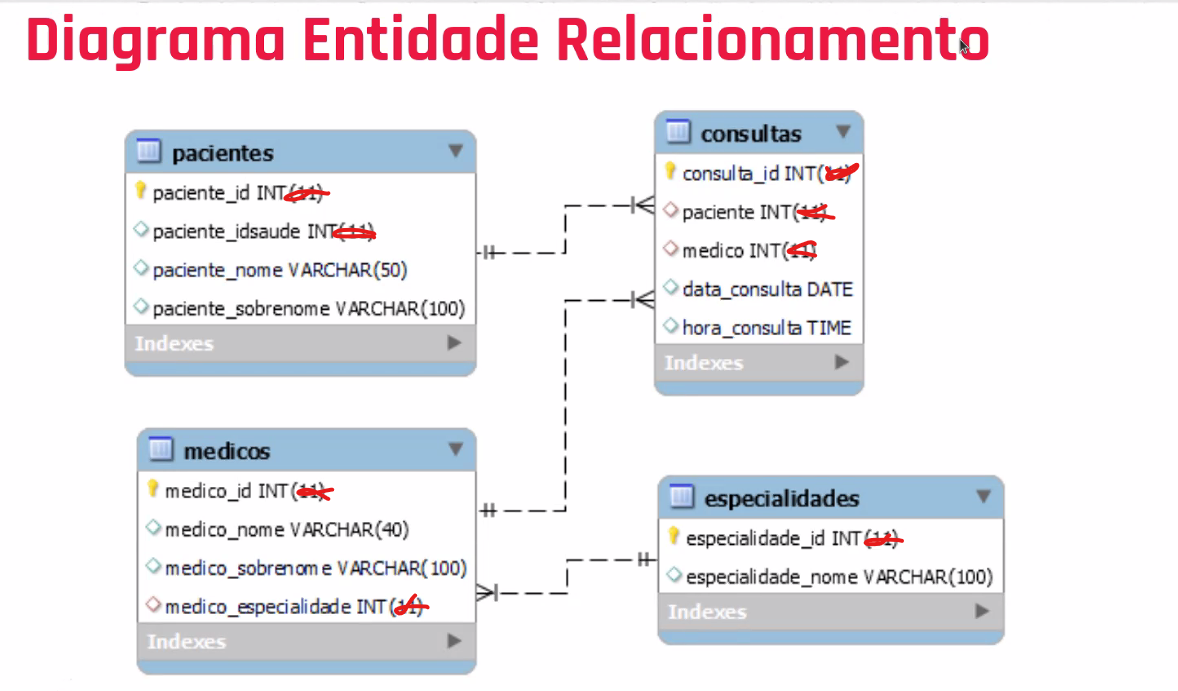 Diagrama Entidade Relacionamento
pacientes
paciente_id INT(11)
paciente_idsaude INT(11)
paciente_nome VARCHAR(50)
paciente_sobrenome VARCHAR(100)
Indexes
consultas
consulta_id INT(11)
paciente INT(11)
medico INT(11)
data_consulta DATE
hora_consulta TIME
Indexes
medicos
medico_id INT(11)
medico_nome VARCHAR(40)
medico_sobrenome VARCHAR(100)
medico_especialidade INT(11)
Indexes
especialidades
especialidade_id INT(11)
especialidade_nome VARCHAR(100)
Indexes